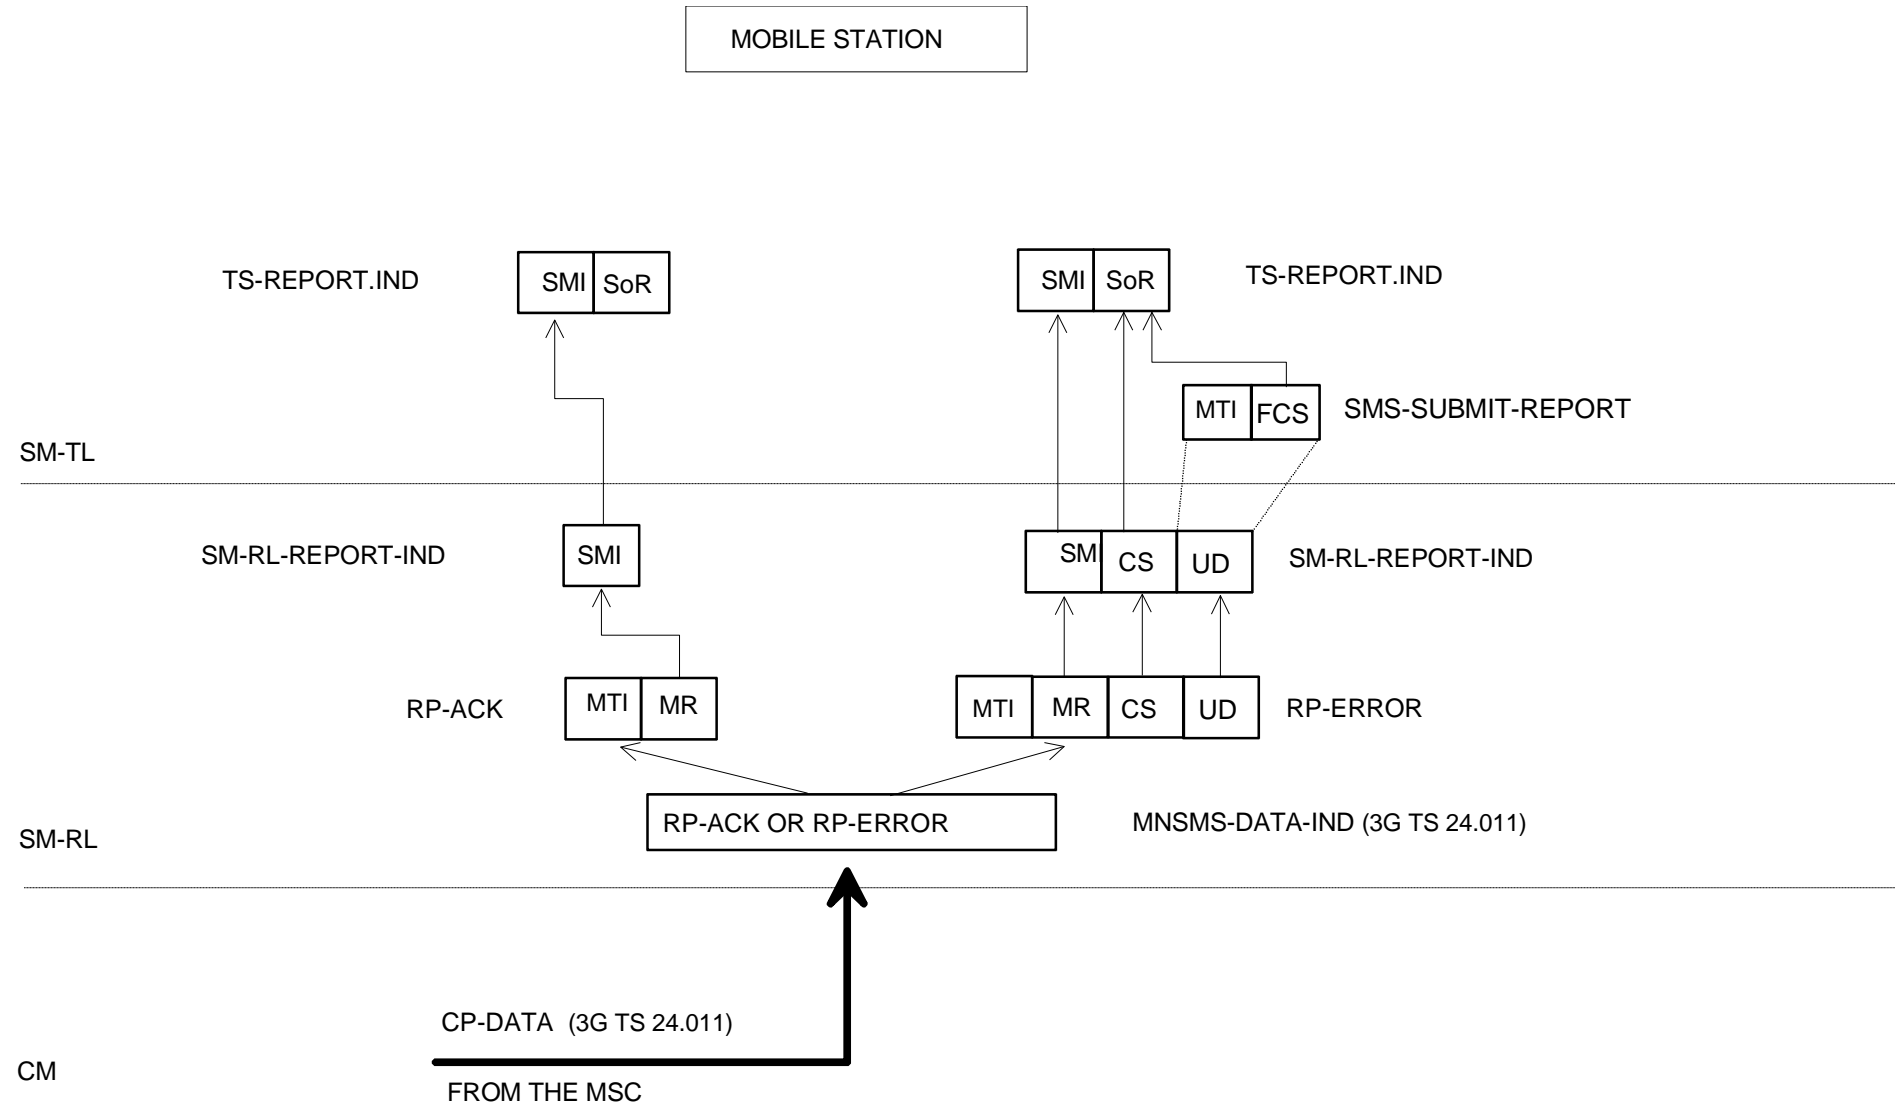 MOBILE STATION
TS-REPORT.IND
SMI SoR
SMI SoR
TS-REPORT.IND
MTI FCS
SMS-SUBMIT-REPORT
SM-TL
SM-RL-REPORT-IND
SMI
SMI CS UD
SM-RL-REPORT-IND
RP-ACK
MTI MR
MTI MR CS UD
RP-ERROR
RP-ACK OR RP-ERROR
MNSMS-DATA-IND (3G TS 24.011)
SM-RL
CP-DATA (3G TS 24.011)
CM
FROM THE MSC